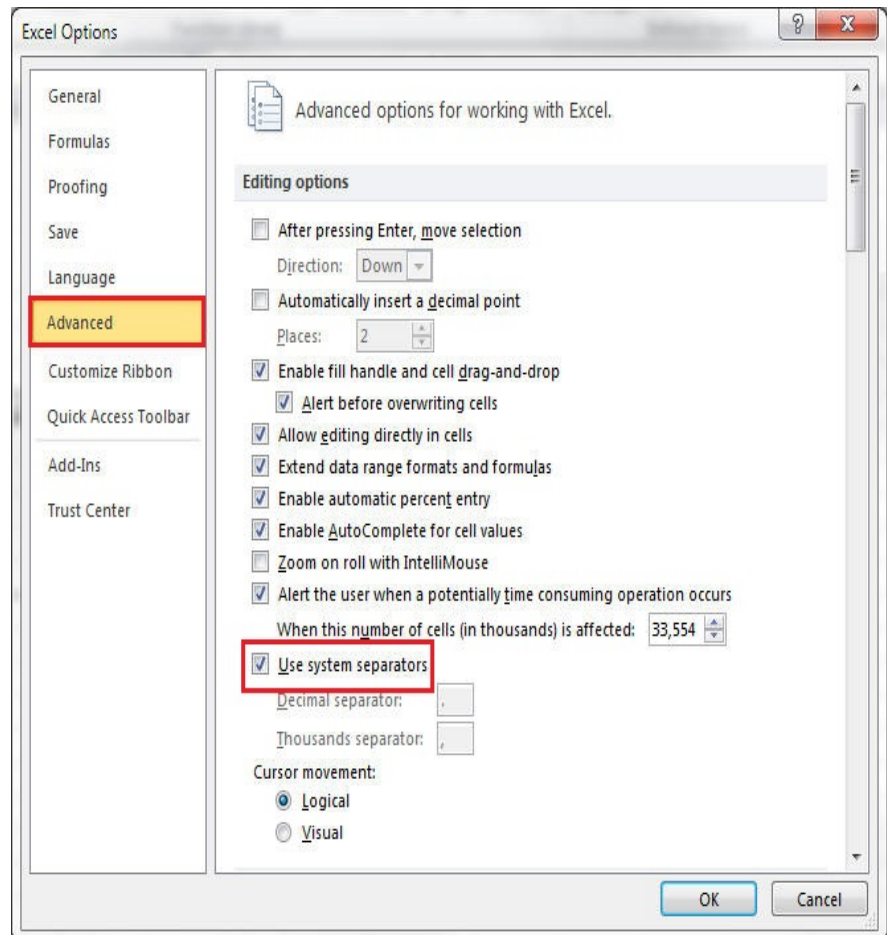 Excel Options
General
Formulas
Proofing
Save
Language
Advanced
Customize Ribbon
Quick Access Toolbar
Add-Ins
Trust Center
Advanced options for working with Excel.
Editing options
After pressing Enter, move selection
Direction: Down
Automatically insert a decimal point
Places: 2
Enable fill handle and cell drag-and-drop
Alert before overwriting cells
Allow editing directly in cells
Extend data range formats and formulas
Enable automatic percent entry
Enable AutoComplete for cell values
Zoom on roll with IntelliMouse
Alert the user when a potentially time consuming operation occurs
When this number of cells (in thousands) is affected: 33,554
Use system separators
Decimal separator: .
Thousands separator: ,
Cursor movement:
Logical
Visual
OK Cancel